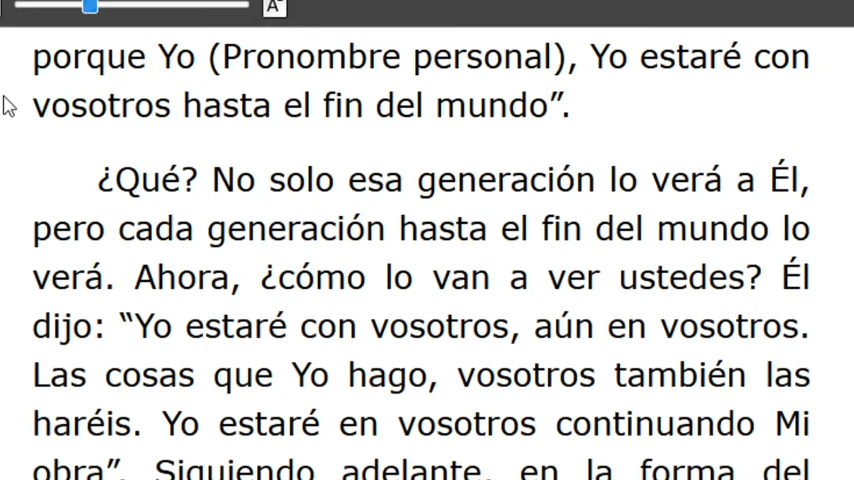 A
porque Yo (Pronombre personal), Yo estaré con
vosotros hasta el fin del mundo”.
¿Qué? No solo esa generación lo verá a Él,
pero cada generación hasta el fin del mundo lo
verá. Ahora, ¿cómo lo van a ver ustedes? Él
dijo: “Yo estaré con vosotros, aún en vosotros.
Las cosas que Yo hago, vosotros también las
haréis. Yo estaré en vosotros continuando Mi
obra”. Siguiendo adelante, en la forma del